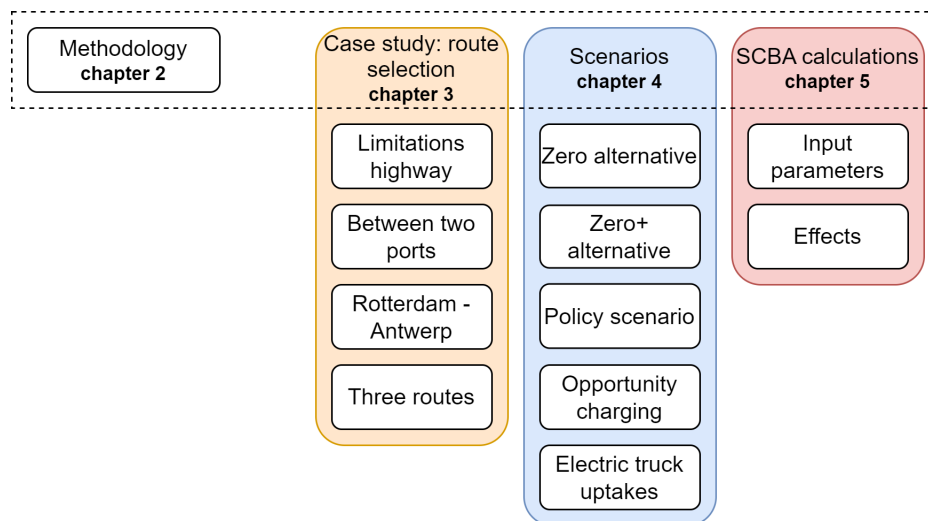 Methodology
chapter 2
Case study: route
selection
chapter 3
Limitations
highway
Between two
ports
Rotterdam -
Antwerp
Three routes
Scenarios
chapter 4
Zero alternative
Zero+
alternative
Policy scenario
Opportunity
charging
Electric truck
uptakes
SCBA calculations
chapter 5
Input
parameters
Effects